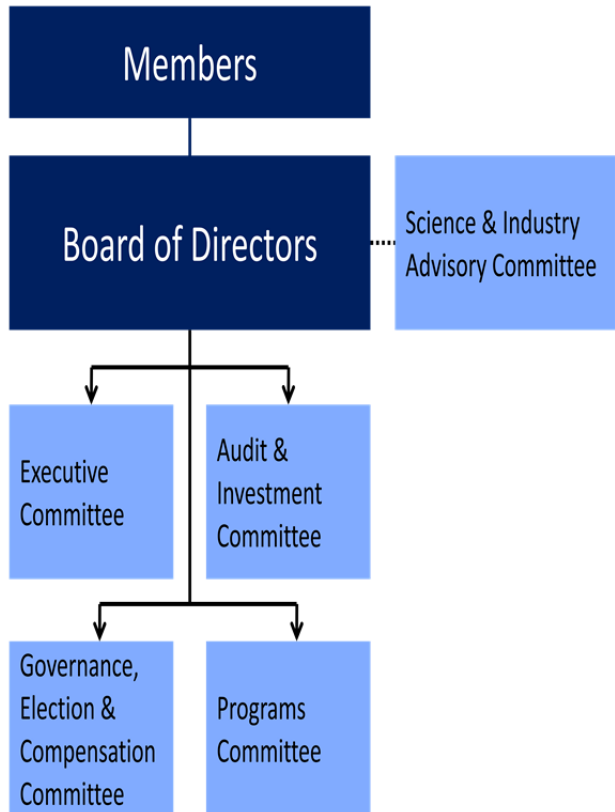 Members
Board of Directors
Science & Industry
Advisory Committee
Executive
Committee
Audit &
Investment
Committee
Governance,
Election &
Compensation
Committee
Programs
Committee